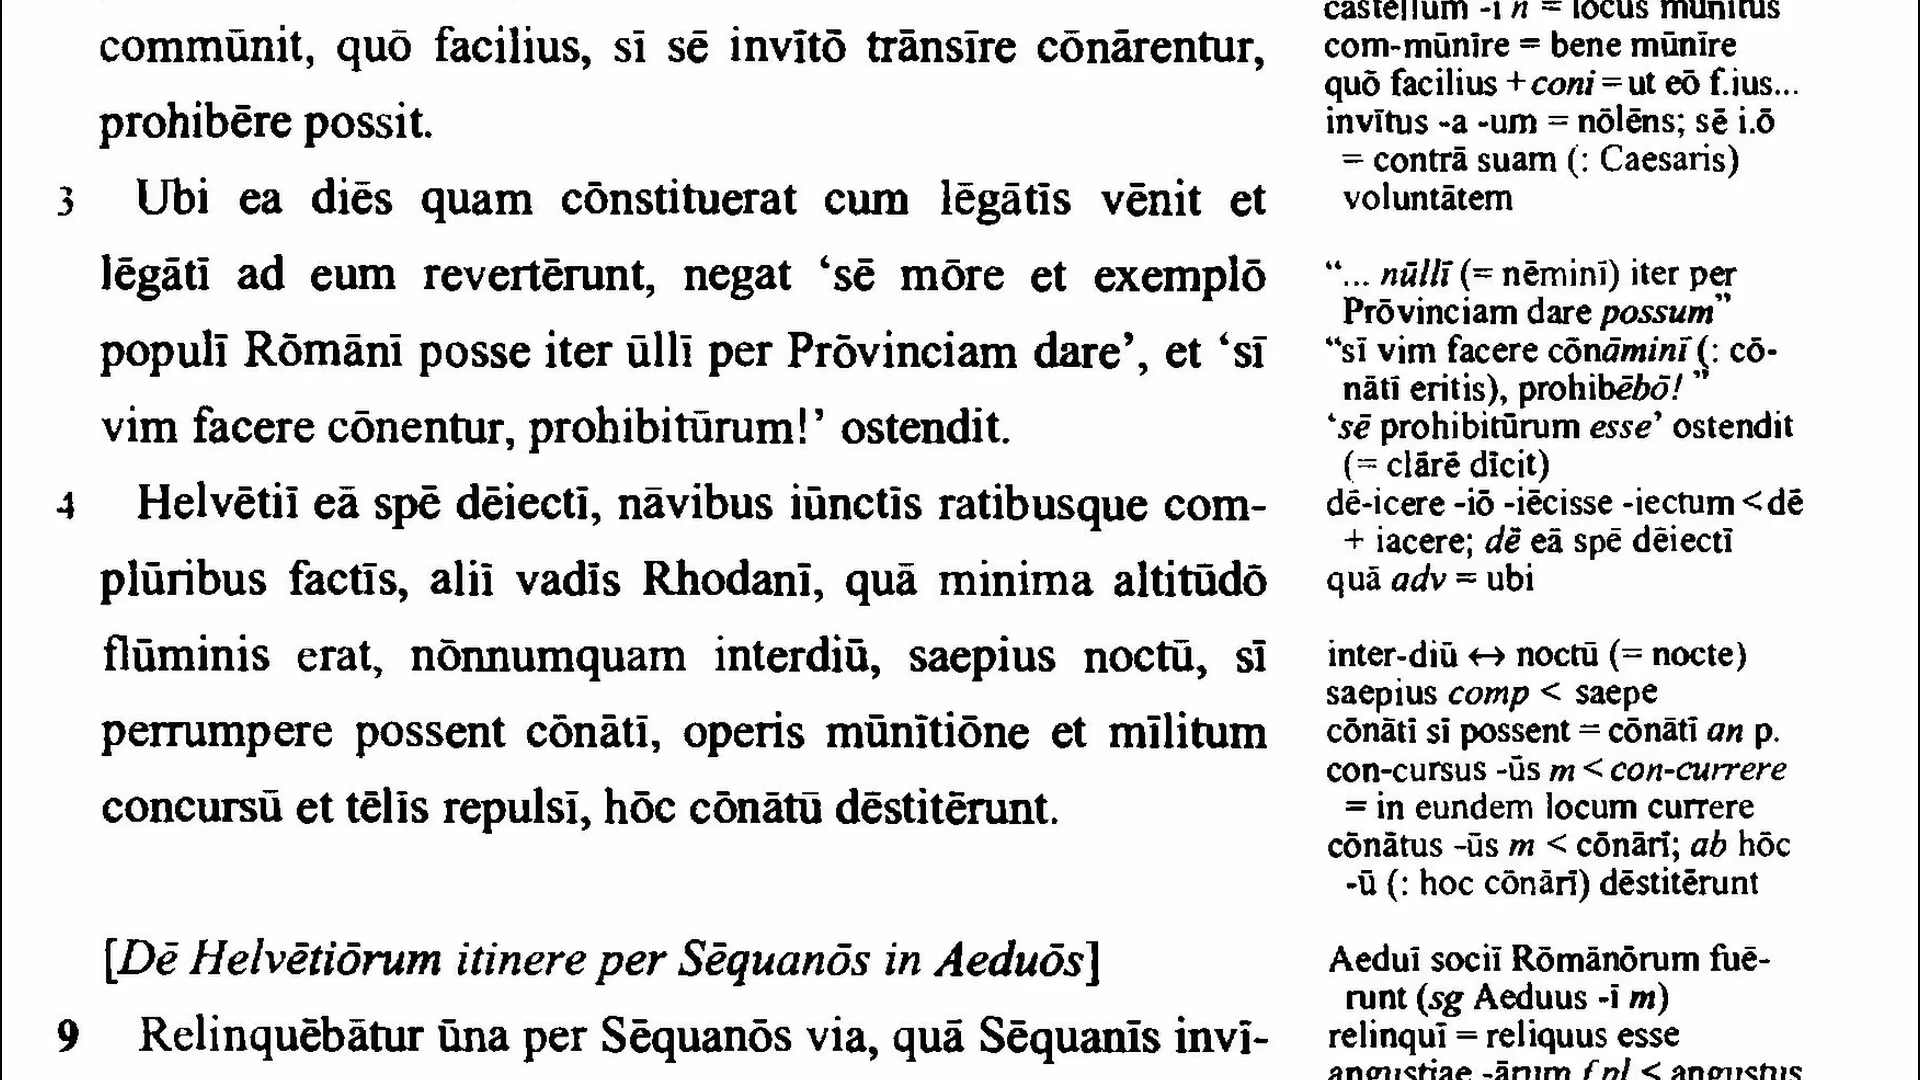 commūnit, quō facilius, sī sē invītō trānsīre cōnārentur,
prohibēre possit.
3 Ubi ea diēs quam cōnstituerat cum lēgātīs vēnit et
lēgātī ad eum revertērunt, negat ‘sē mōre et exemplō
populī Rōmānī posse iter ūllī per Prōvinciam dare’, et ‘sī
vim facere cōnentur, prohibitūrum!’ ostendit.
4 Helvētiī eā spē dēiectī, nāvibus iūnctīs ratibusque com-
plūribus factīs, aliī vadīs Rhodanī, quā minima altitūdō
flūminis erat, nōnnumquam interdiū, saepius noctū, sī
perrumpere possent cōnātī, operis mūnītiōne et mīlitum
concursū et tēlīs repulsī, hōc cōnātū dēstitērunt.
[Dē Helvētiōrum itinere per Sēquanōs in Aeduōs]
9 Relinquēbātur ūna per Sēquanōs via, quā Sēquanīs invī-
castellum -ī n = locus mūnītus
com-mūnīre = bene mūnīre
quō facilius + coni = ut eō f.ius...
invītus -a -um = nōlēns; sē i.ō
= contrā suam (: Caesaris)
voluntātem
“... nūllī (= nēminī) iter per
Prōvinciam dare possum”
“sī vim facere cōnāminī (: cō-
nātī eritis), prohibēbō! ”
‘sē prohibitūrum esse’ ostendit
(= clārē dīcit)
dē-icere -iō -iēcisse -iectum < dē
+ iacere; dē eā spē dēiectī
quā adv = ubi
inter-diū ↔ noctū (= nocte)
saepius comp < saepe
cōnātī sī possent = cōnātī an p.
con-cursus -ūs m < con-currere
= in eundem locum currere
cōnātus -ūs m < cōnārī; ab hōc
-ū (: hoc cōnārī) dēstitērunt
Aeduī sociī Rōmānōrum fuē-
runt (sg Aeduus -ī m)
relinquī = reliquus esse
angustiae -ārum f pl < angustus